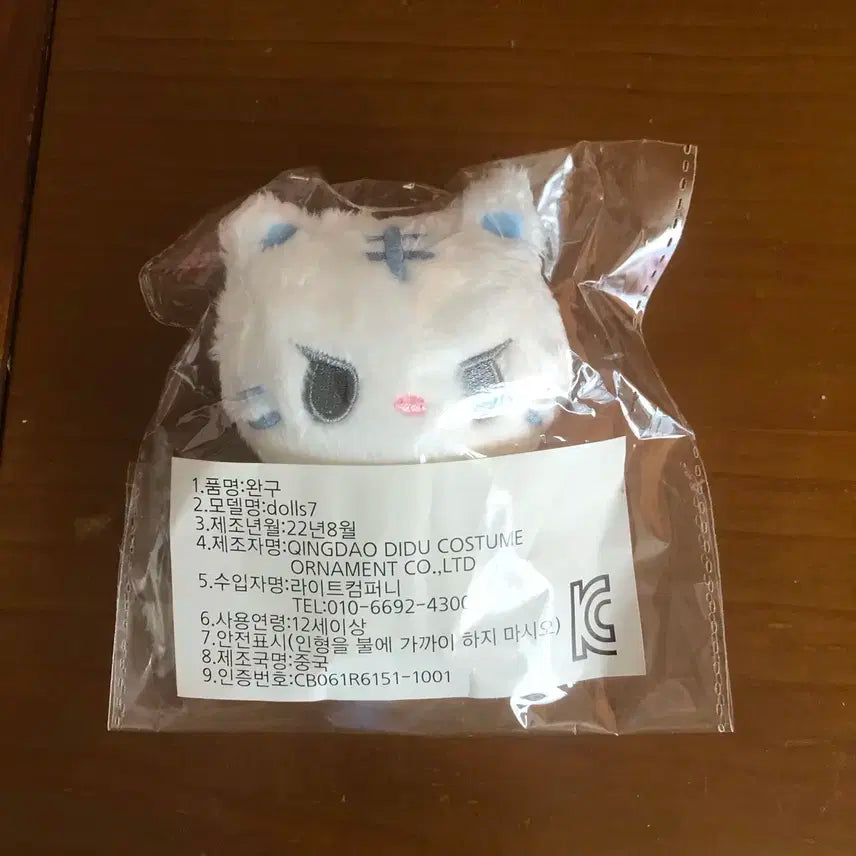 1.품명:완구
2.모델명:dolls7
3.제조년월:22년8월
4.제조자명:QINGDAO DIDU COSTUME
ORNAMENT CO.,LTD
5.수입자명:라이트컴퍼니
TEL:010-6692-4300
6.사용연령:12세이상
7.안전표시(인형을 불에 가까이 하지 마시오)
8.제조국명:중국
9.인증번호:CB061R6151-1001
KC